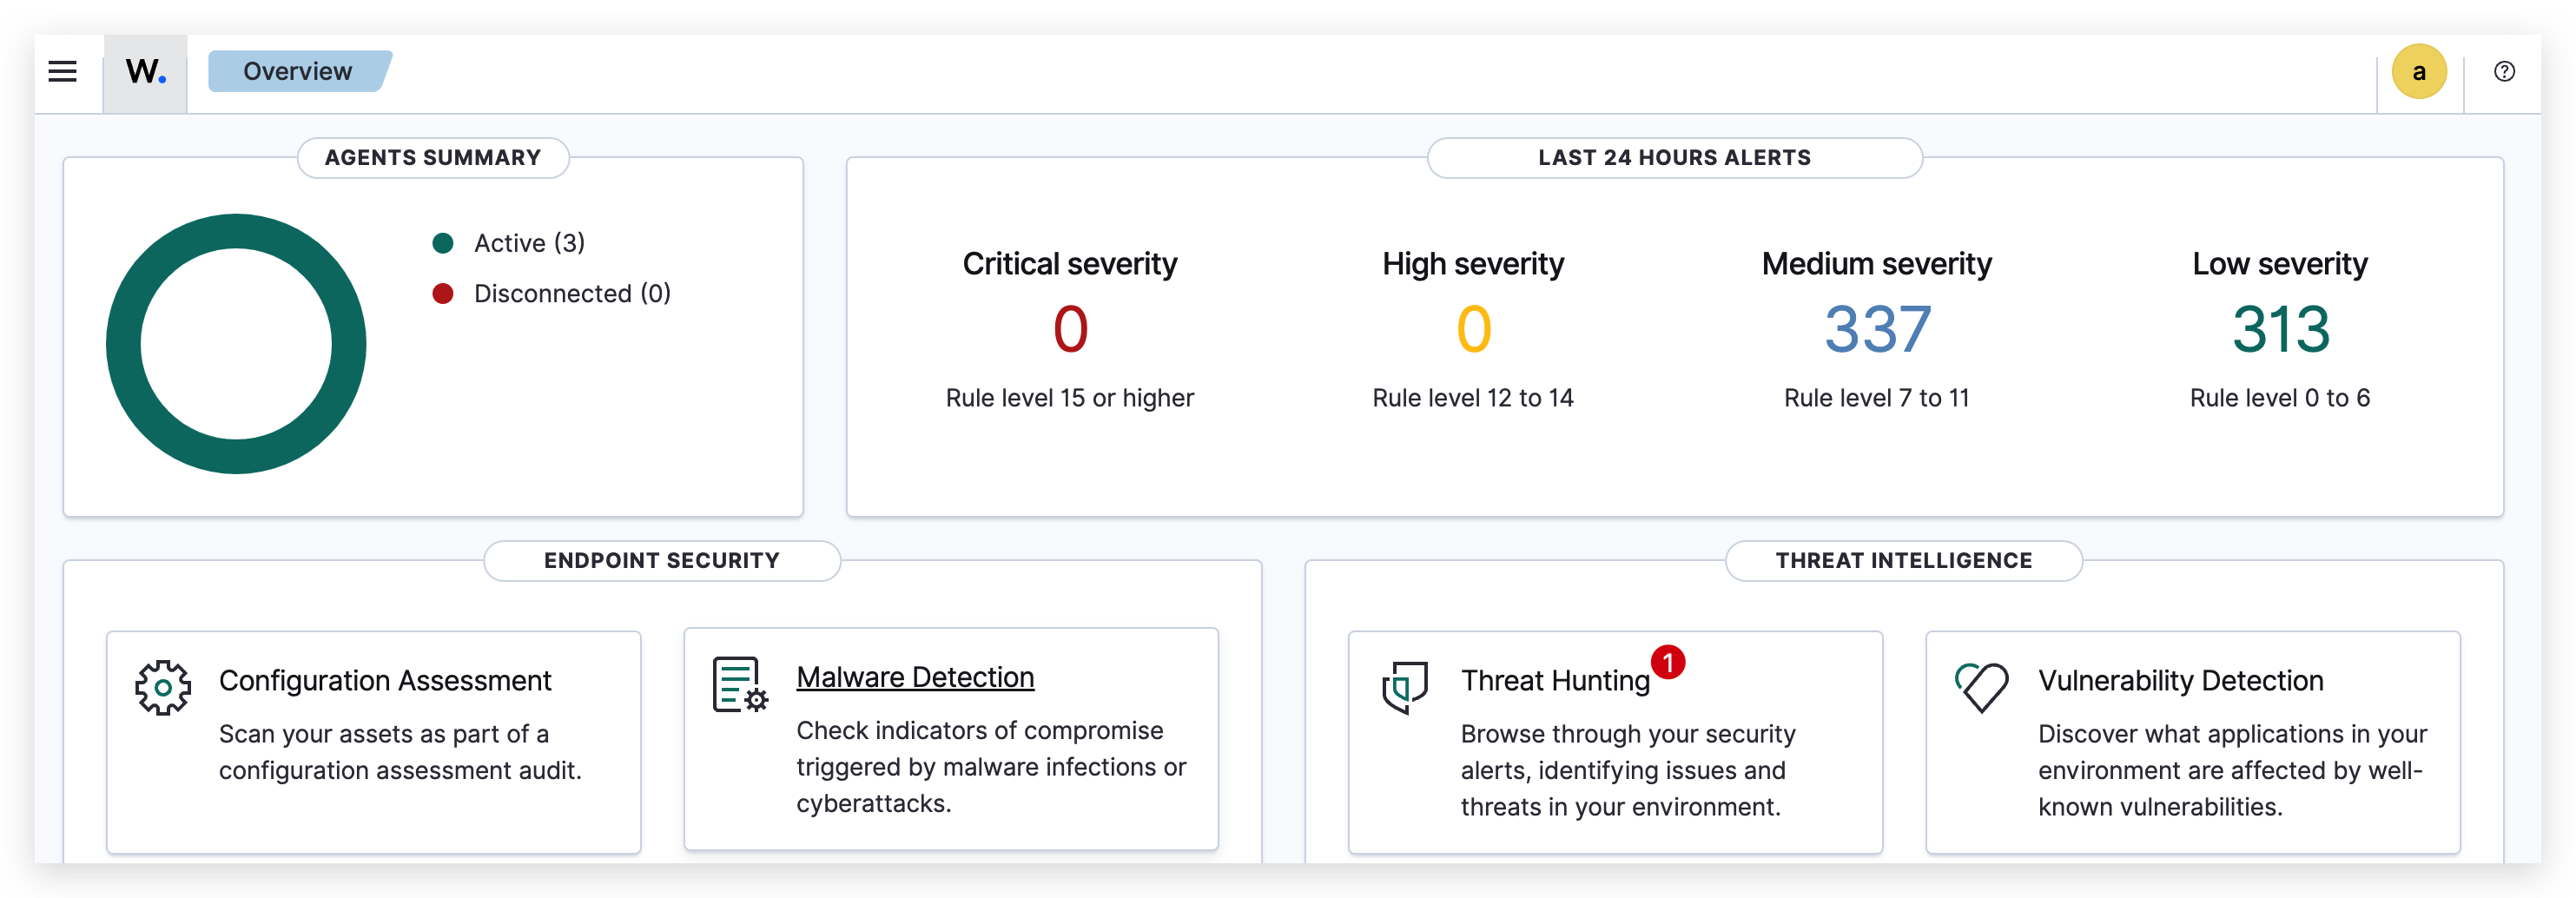 W.
Overview
a
?
AGENTS SUMMARY
Active (3)
Disconnected (0)
LAST 24 HOURS ALERTS
Critical severity
0
Rule level 15 or higher
High severity
0
Rule level 12 to 14
Medium severity
337
Rule level 7 to 11
Low severity
313
Rule level 0 to 6
ENDPOINT SECURITY
Configuration Assessment
Scan your assets as part of a
configuration assessment audit.
Malware Detection
Check indicators of compromise
triggered by malware infections or
cyberattacks.
THREAT INTELLIGENCE
Threat Hunting
1
Browse through your security
alerts, identifying issues and
threats in your environment.
Vulnerability Detection
Discover what applications in your
environment are affected by well-
known vulnerabilities.